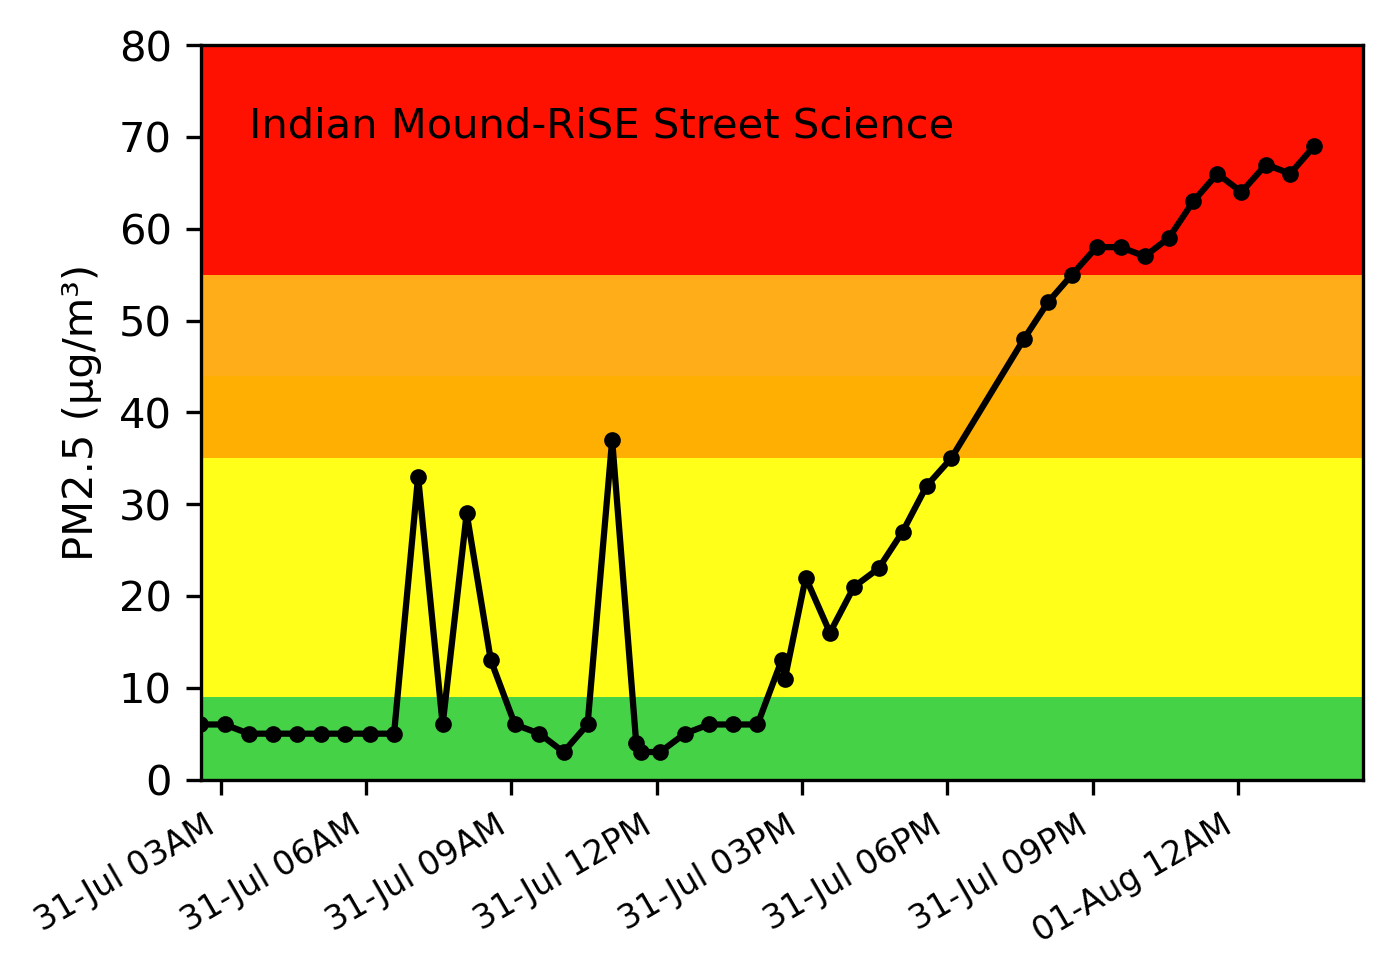 80
Indian Mound-RiSE Street Science
70
60
50
40
30
20
10
0
PM2.5 (µg/m³)
31-Jul 03AM
31-Jul 06AM
31-Jul 09AM
31-Jul 12PM
31-Jul 03PM
31-Jul 06PM
31-Jul 09PM
01-Aug 12AM